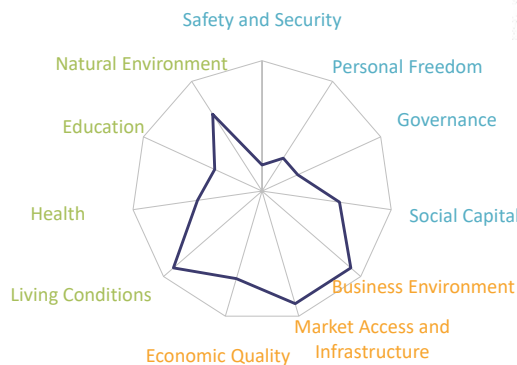 Safety and Security
Natural Environment
Personal Freedom
Education
Governance
Health
Social Capital
Living Conditions
Business Environment
Market Access and
Infrastructure
Economic Quality